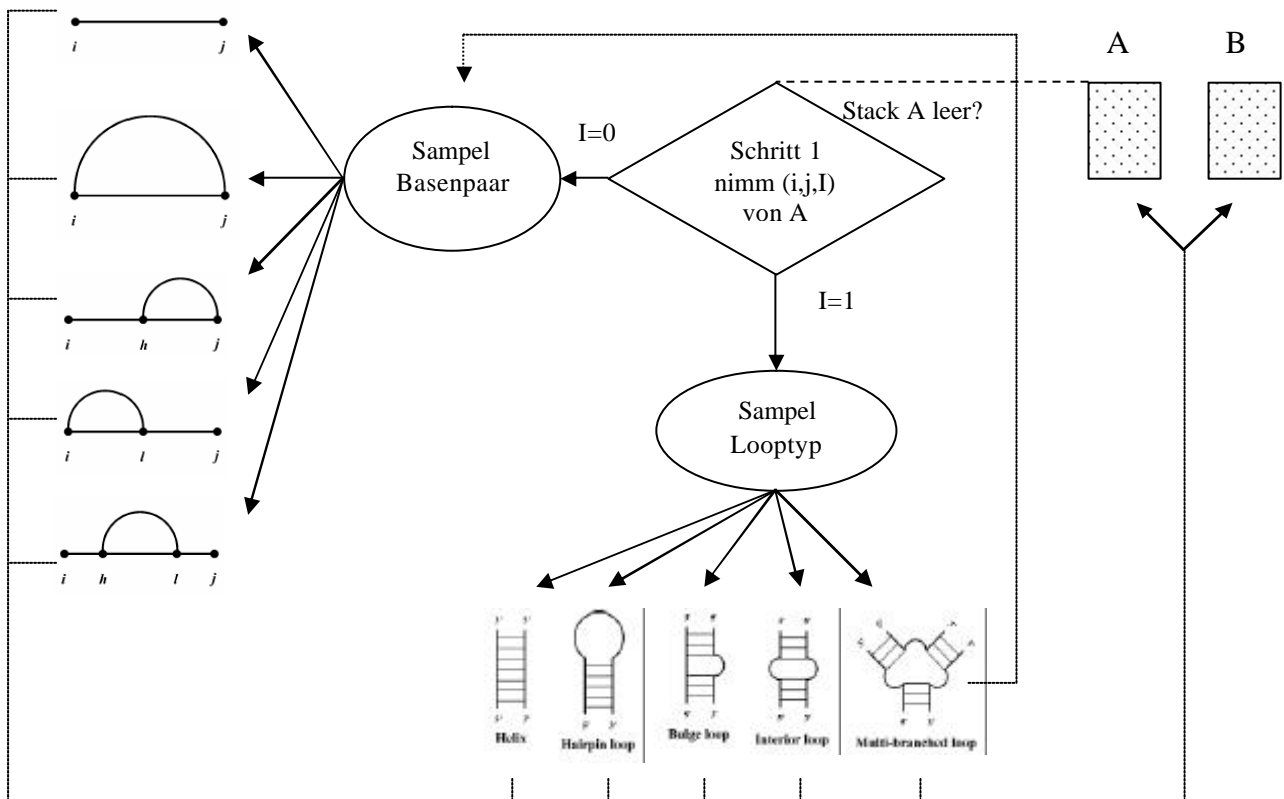 i j
A B
Stack A leer?
I=0
Sampel
Basenpaar
Schritt 1
nimm (i,j,I)
von A
i j
I=1
i h j
Sampel
Looptyp
i l j
i h l j
Helix
Hairpin loop
Bulge loop
Interior loop
Multi-branched loop